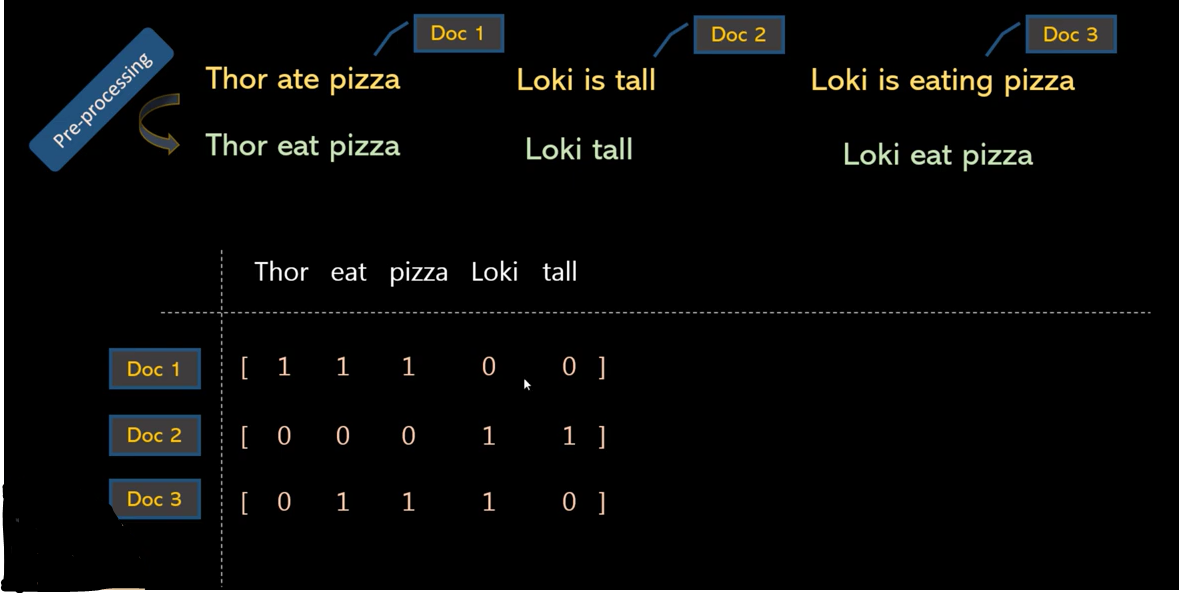 Doc 1 Doc 2 Doc 3
Pre-processing
Thor ate pizza Loki is tall Loki is eating pizza
Thor eat pizza Loki tall Loki eat pizza
Thor eat pizza Loki tall
Doc 1 [ 1 1 1 0 0 ]
Doc 2 [ 0 0 0 1 1 ]
Doc 3 [ 0 1 1 1 0 ]